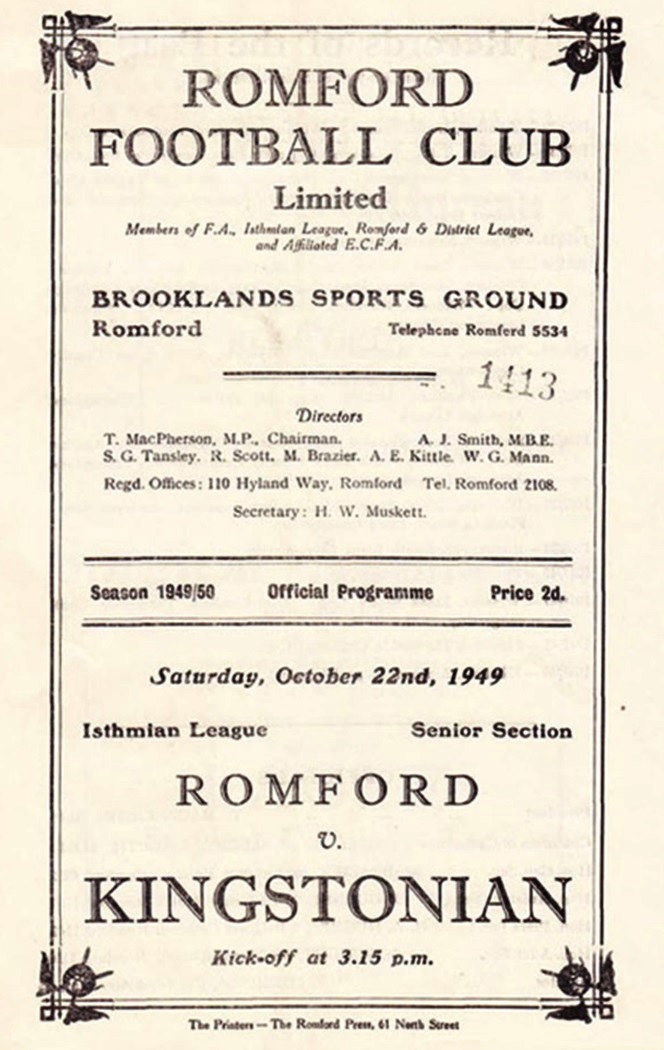 ROMFORD
FOOTBALL CLUB
Limited
Members of F.A., Isthmian League, Romford & District League,
and Affiliated E.C.F.A.
BROOKLANDS SPORTS GROUND
Romford Telephone Romford 5534
1413
Directors
T. MacPherson, M.P., Chairman. A. J. Smith, M.B.E.
S. G. Tansley. R. Scott. M. Brazier. A. E. Kittle. W. G. Mann.
Regd. Offices: 110 Hyland Way, Romford Tel. Romford 2108.
Secretary: H. W. Muskett.
Season 1949/50 Official Programme Price 2d.
Saturday, October 22nd, 1949
Isthmian League Senior Section
ROMFORD
v.
KINGSTONIAN
Kick-off at 3.15 p.m.
The Printers — The Romford Press, 61 North Street